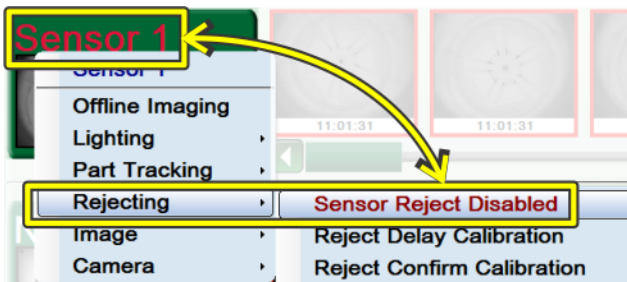 Sensor 1
Sensor 1
11:01:31
11:01:31
Offline Imaging
Lighting
Part Tracking
Rejecting
Sensor Reject Disabled
Image
Reject Delay Calibration
Camera
Reject Confirm Calibration